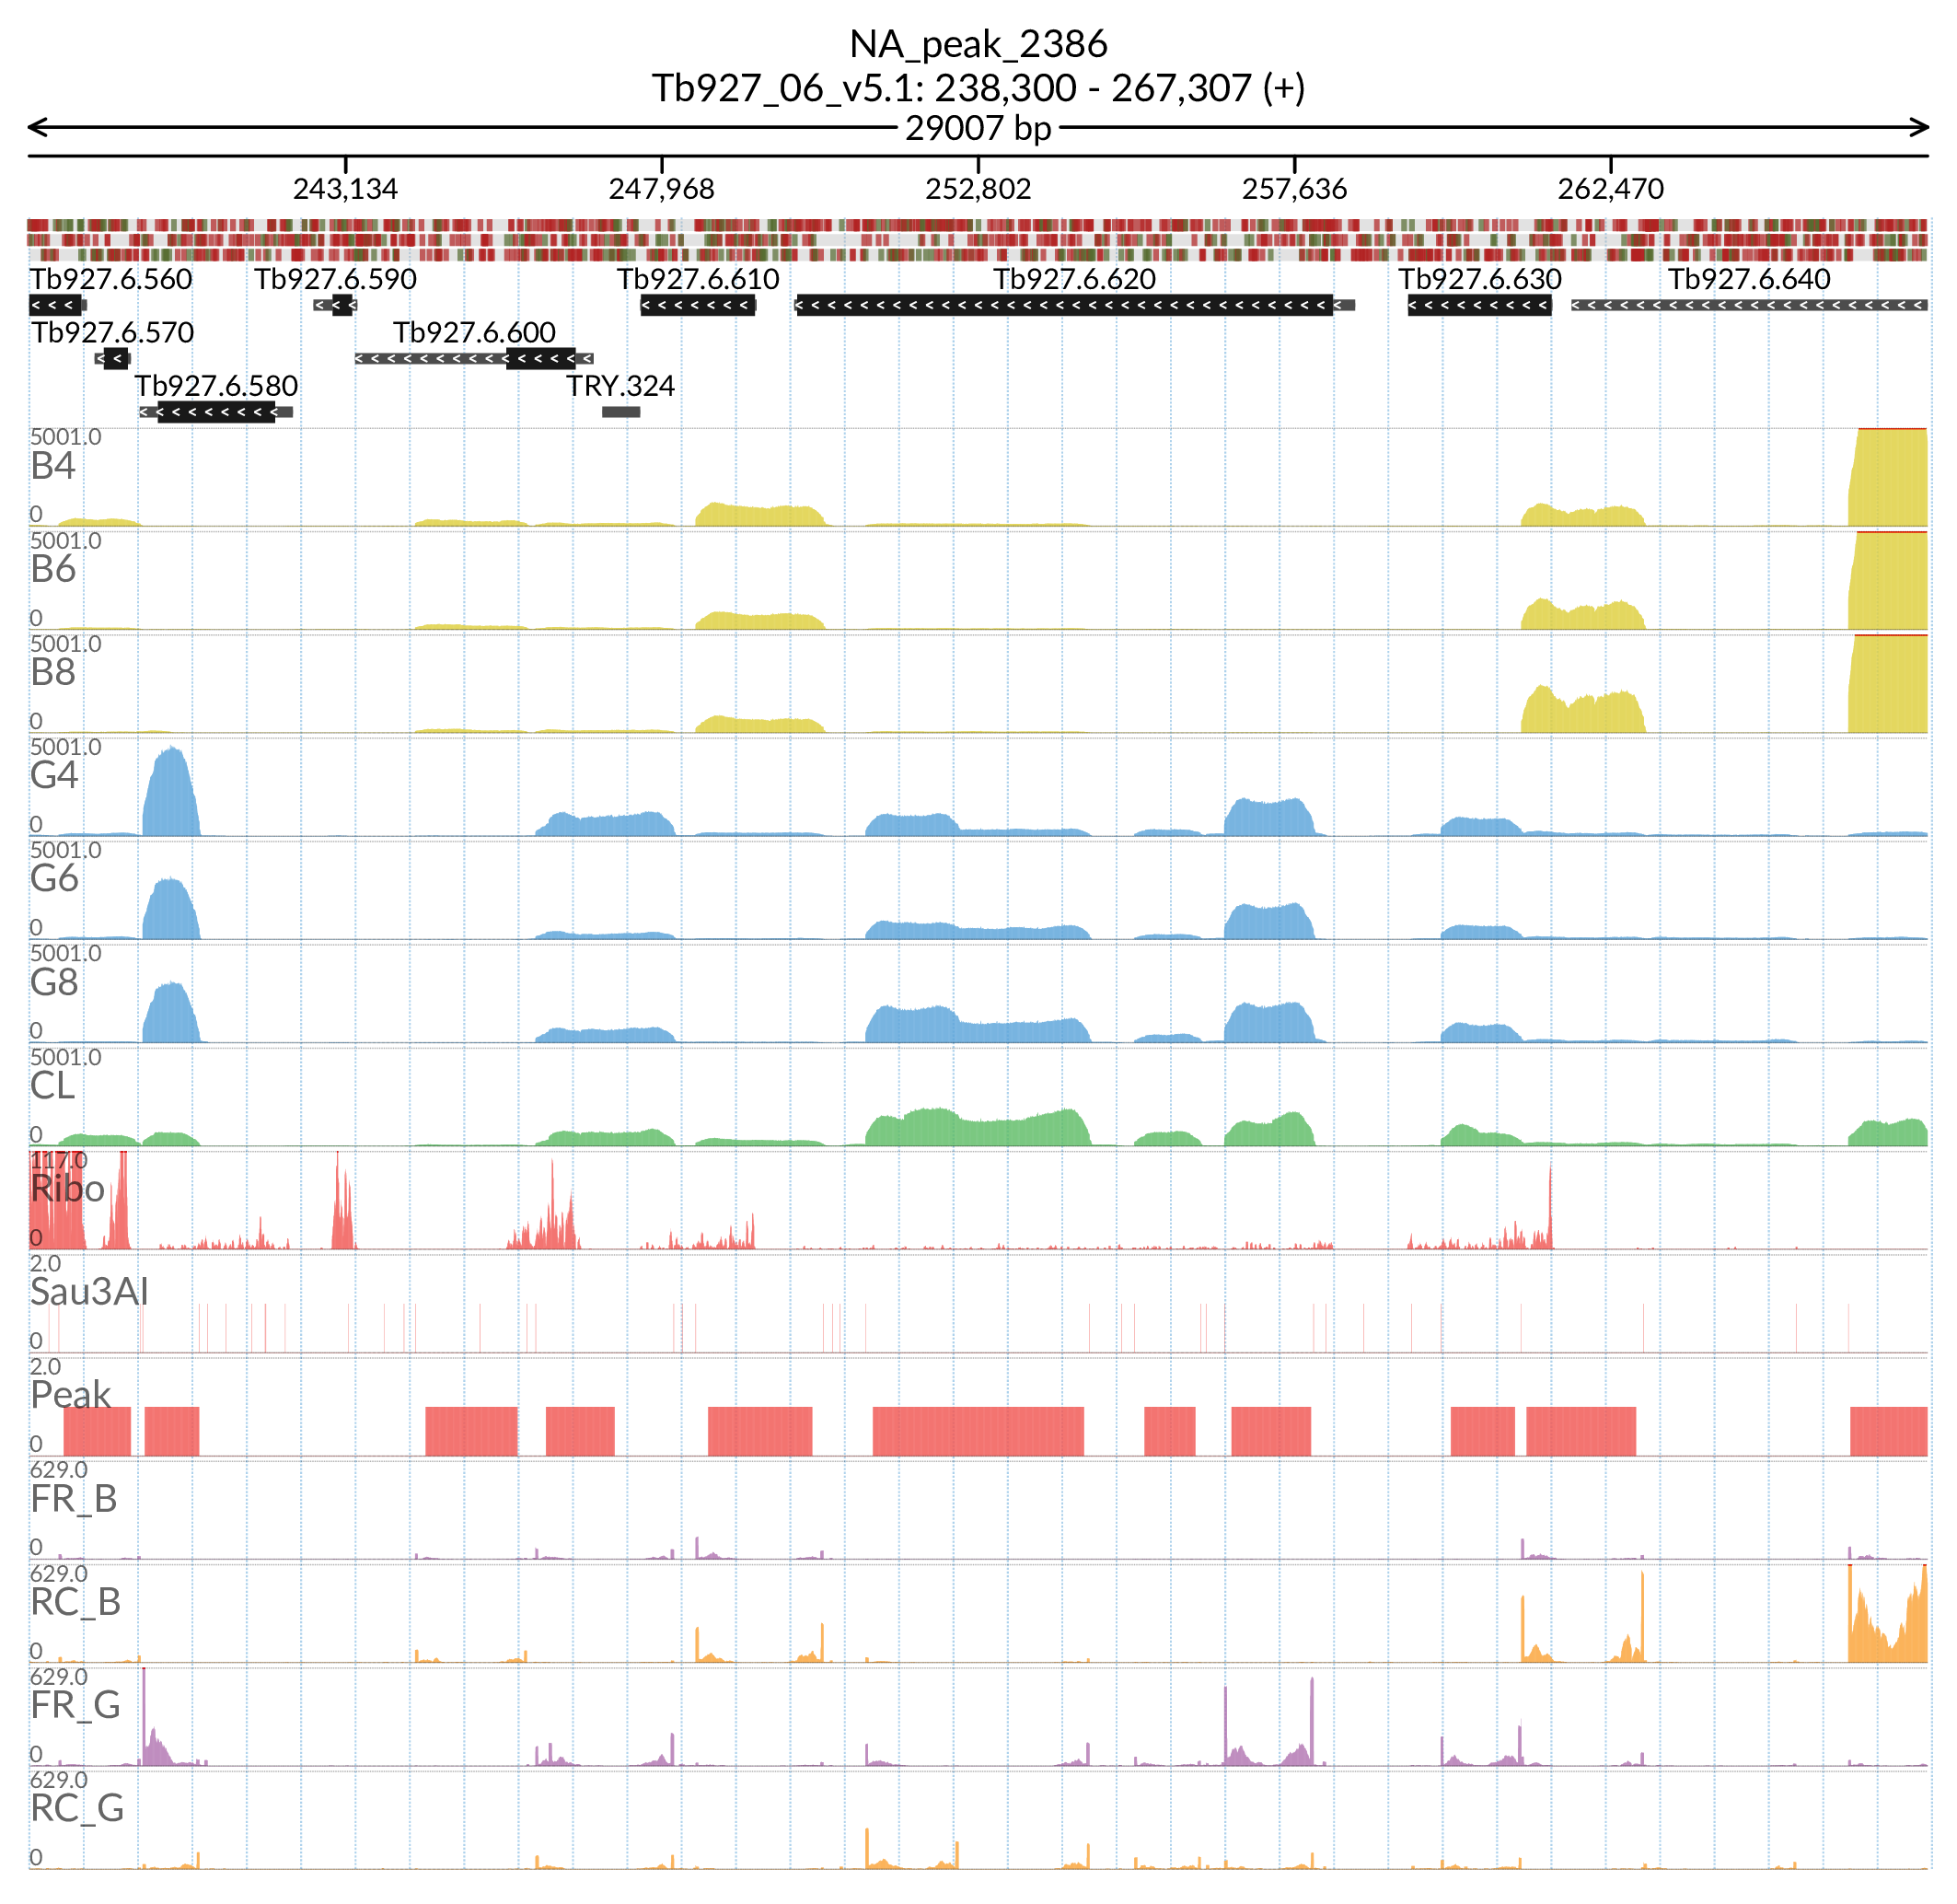 NA_peak_2386
Tb927_06_v5.1: 238,300 - 267,307 (+)
29007 bp
243,134 247,968 252,802 257,636 262,470
Tb927.6.560 Tb927.6.590 Tb927.6.610 Tb927.6.620 Tb927.6.630 Tb927.6.640
Tb927.6.570 Tb927.6.600
Tb927.6.580 TRY.324
5001.0
B4
0
5001.0
B6
0
5001.0
B8
0
5001.0
G4
0
5001.0
G6
0
5001.0
G8
0
5001.0
CL
0
117.0
Ribo
0
2.0
Sau3AI
0
2.0
Peak
0
629.0
FR_B
0
629.0
RC_B
0
629.0
FR_G
0
629.0
RC_G
0